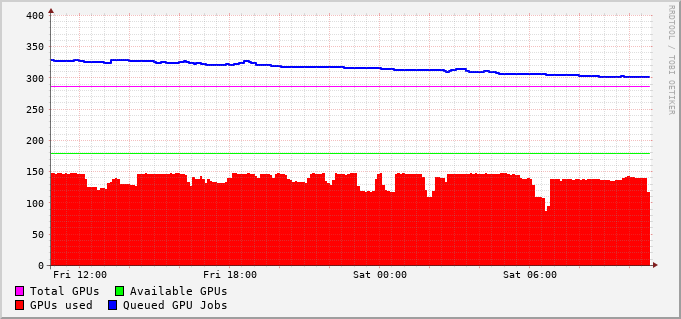 RRDTOOL / TOBI OETIKER
400
350
300
250
200
150
100
50
0
Fri 12:00 Fri 18:00 Sat 00:00 Sat 06:00
Total GPUs Available GPUs
GPUs used Queued GPU Jobs